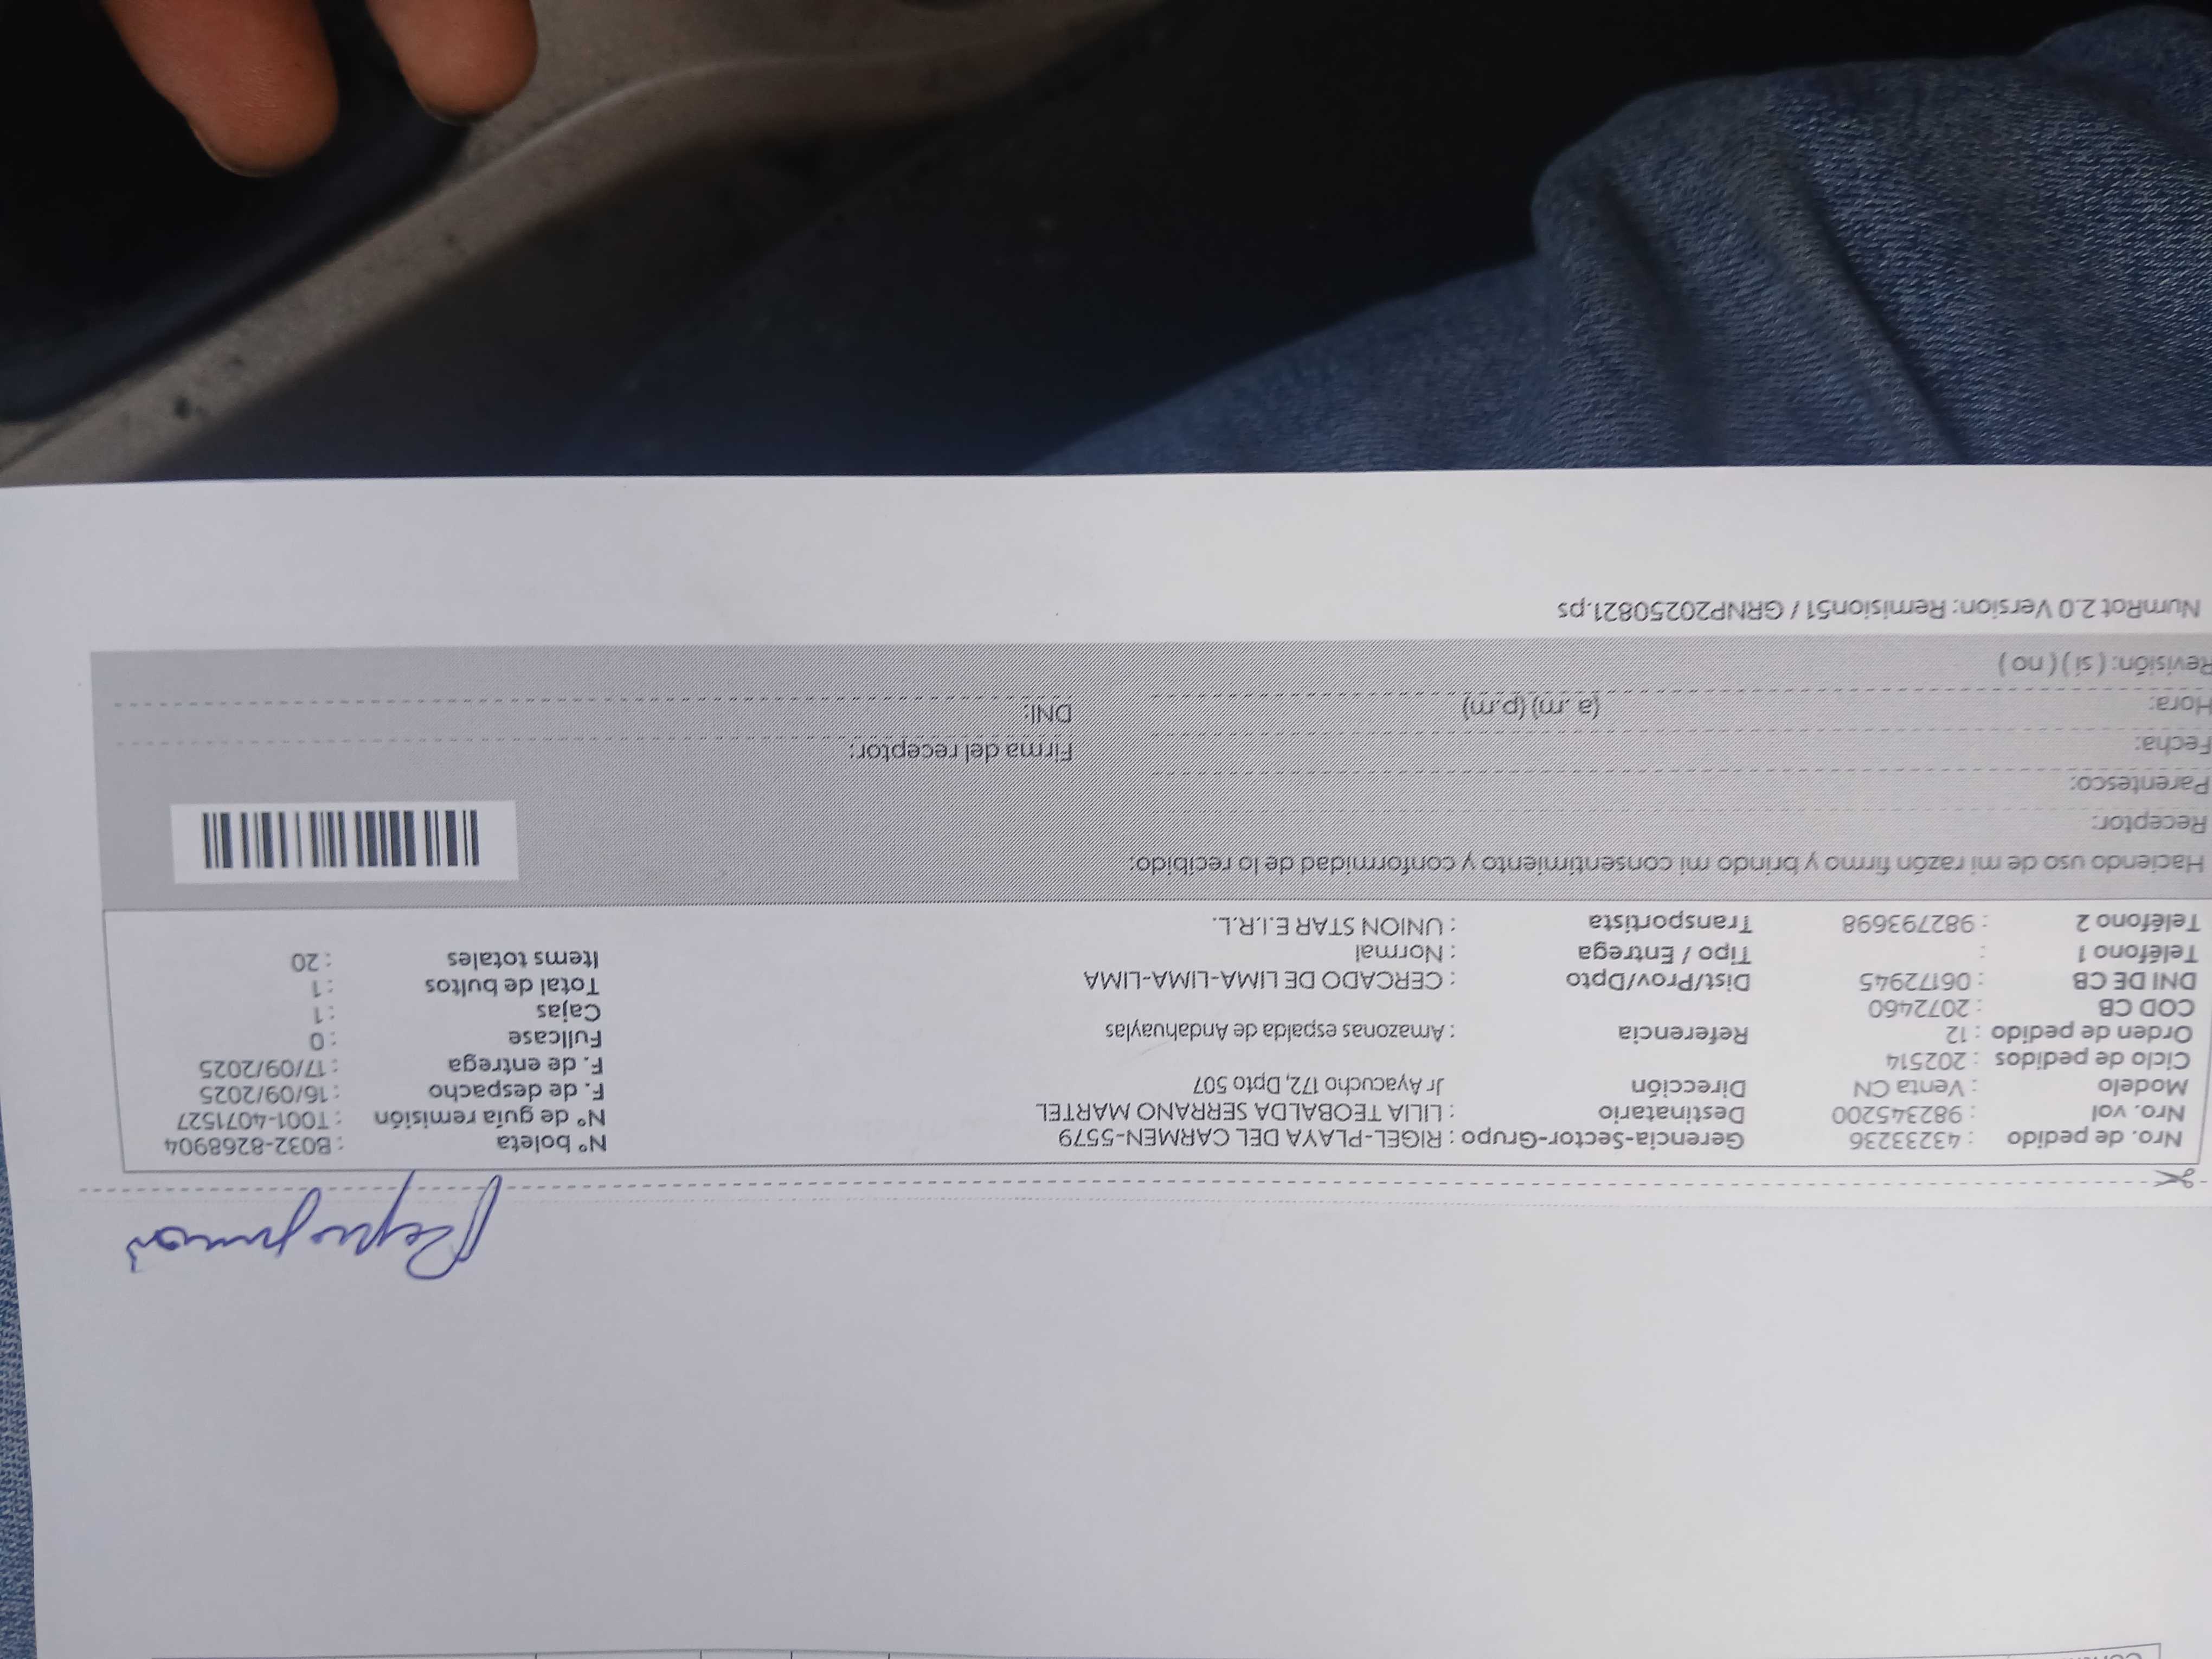 Nro. de pedido : 43233236 Gerencia-Sector-Grupo : RIGEL-PLAYA DEL CARMEN-5579 N° boleta : B032-8268904
Nro. vol : 982345200 Destinatario : LILIA TEOBALDA SERRANO MARTEL N° de guía remisión : T001-4071527
Modelo : Venta CN Dirección Jr Ayacucho 172, Dpto 507 F. de despacho : 16/09/2025
Ciclo de pedidos : 202514 F. de entrega : 17/09/2025
Orden de pedido : 12 Referencia : Amazonas espalda de Andahuaylas Fullcase : 0
COD CB : 2072460 Cajas : 1
DNI DE CB : 06172945 Dist/Prov/Dpto : CERCADO DE LIMA-LIMA-LIMA Total de bultos : 1
Teléfono 1 : Tipo / Entrega : Normal Items totales : 20
Teléfono 2 : 982793698 Transportista : UNION STAR E.I.R.L.
Haciendo uso de mi razón firmo y brindo mi consentimiento y conformidad de lo recibido:
Receptor:
Parentesco:
Fecha: Firma del receptor:
Hora: (a .m) (p.m) DNI:
Revisión: ( si ) ( no )
NumRot 2.0 Version: Remision51 / GRNP20250821.ps